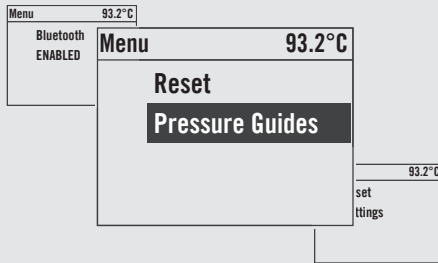 Menu 93.2°C
Bluetooth
ENABLED
Menu 93.2°C
Reset
Pressure Guides
93.2°C
set
ttings